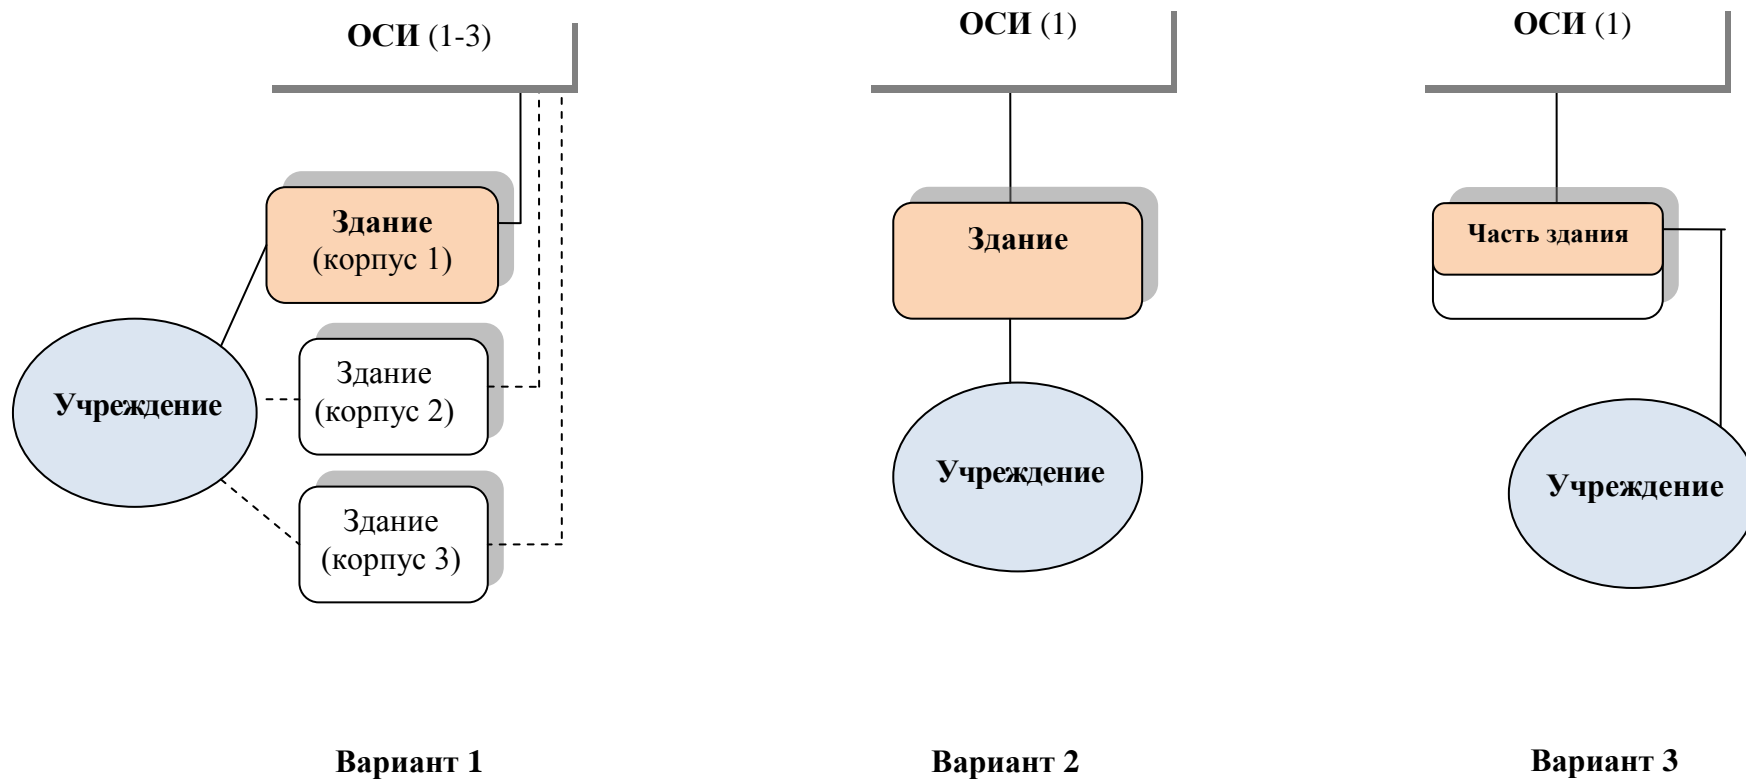 ОСИ (1-3)
Здание
(корпус 1)
Здание
(корпус 2)
Здание
(корпус 3)
Учреждение
Вариант 1
ОСИ (1)
Здание
Учреждение
Вариант 2
ОСИ (1)
Часть здания
Учреждение
Вариант 3